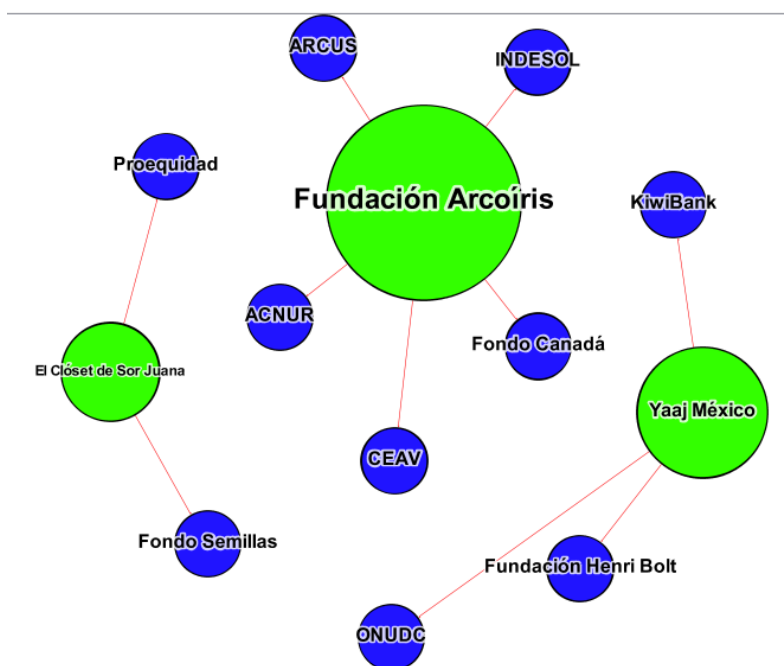 ARCUS
INDESOL
Proequidad
Fundación Arcoíris
KiwiBank
ACNUR
Fondo Canadá
El Clóset de Sor Juana
Yaaj México
CEAV
Fondo Semillas
Fundación Henri Bolt
ONUDC